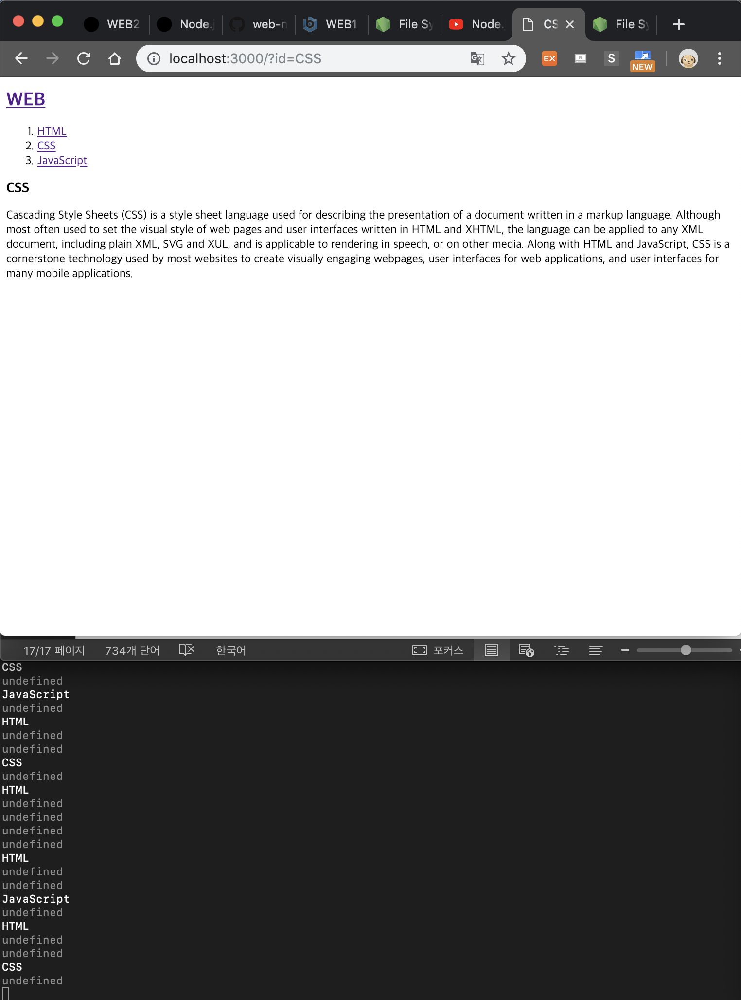 WEB2
Node.j
web-n
WEB1
File Sy
Node.
CS
File Sy
localhost:3000/?id=CSS
EX
N
S
NEW
WEB
1. HTML
2. CSS
3. JavaScript
CSS
Cascading Style Sheets (CSS) is a style sheet language used for describing the presentation of a document written in a markup language. Although
most often used to set the visual style of web pages and user interfaces written in HTML and XHTML, the language can be applied to any XML
document, including plain XML, SVG and XUL, and is applicable to rendering in speech, or on other media. Along with HTML and JavaScript, CSS is a
cornerstone technology used by most websites to create visually engaging webpages, user interfaces for web applications, and user interfaces for
many mobile applications.
17/17 페이지 734개 단어 한국어 포커스
CSS
undefined
JavaScript
undefined
HTML
undefined
undefined
CSS
undefined
HTML
undefined
undefined
undefined
undefined
HTML
undefined
undefined
JavaScript
undefined
HTML
undefined
undefined
CSS
undefined